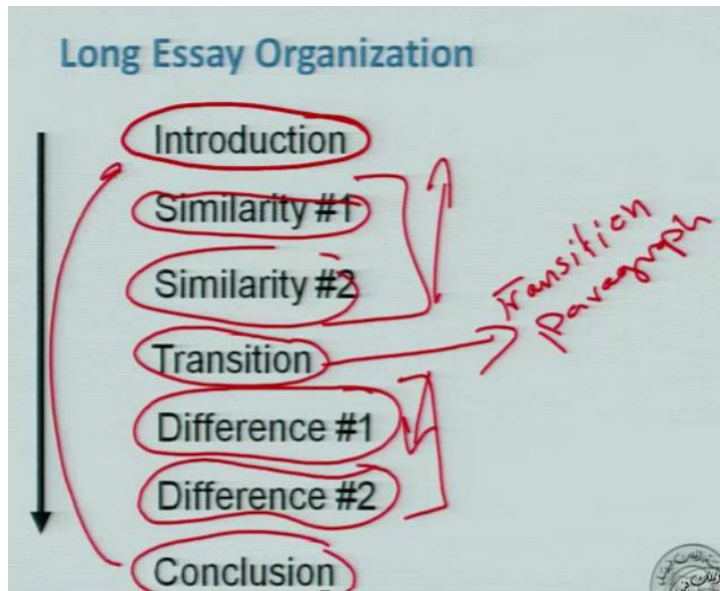 Long Essay Organization
Introduction
Similarity #1
Similarity #2
Transition
Transition
paragraph
Difference #1
Difference #2
Conclusion